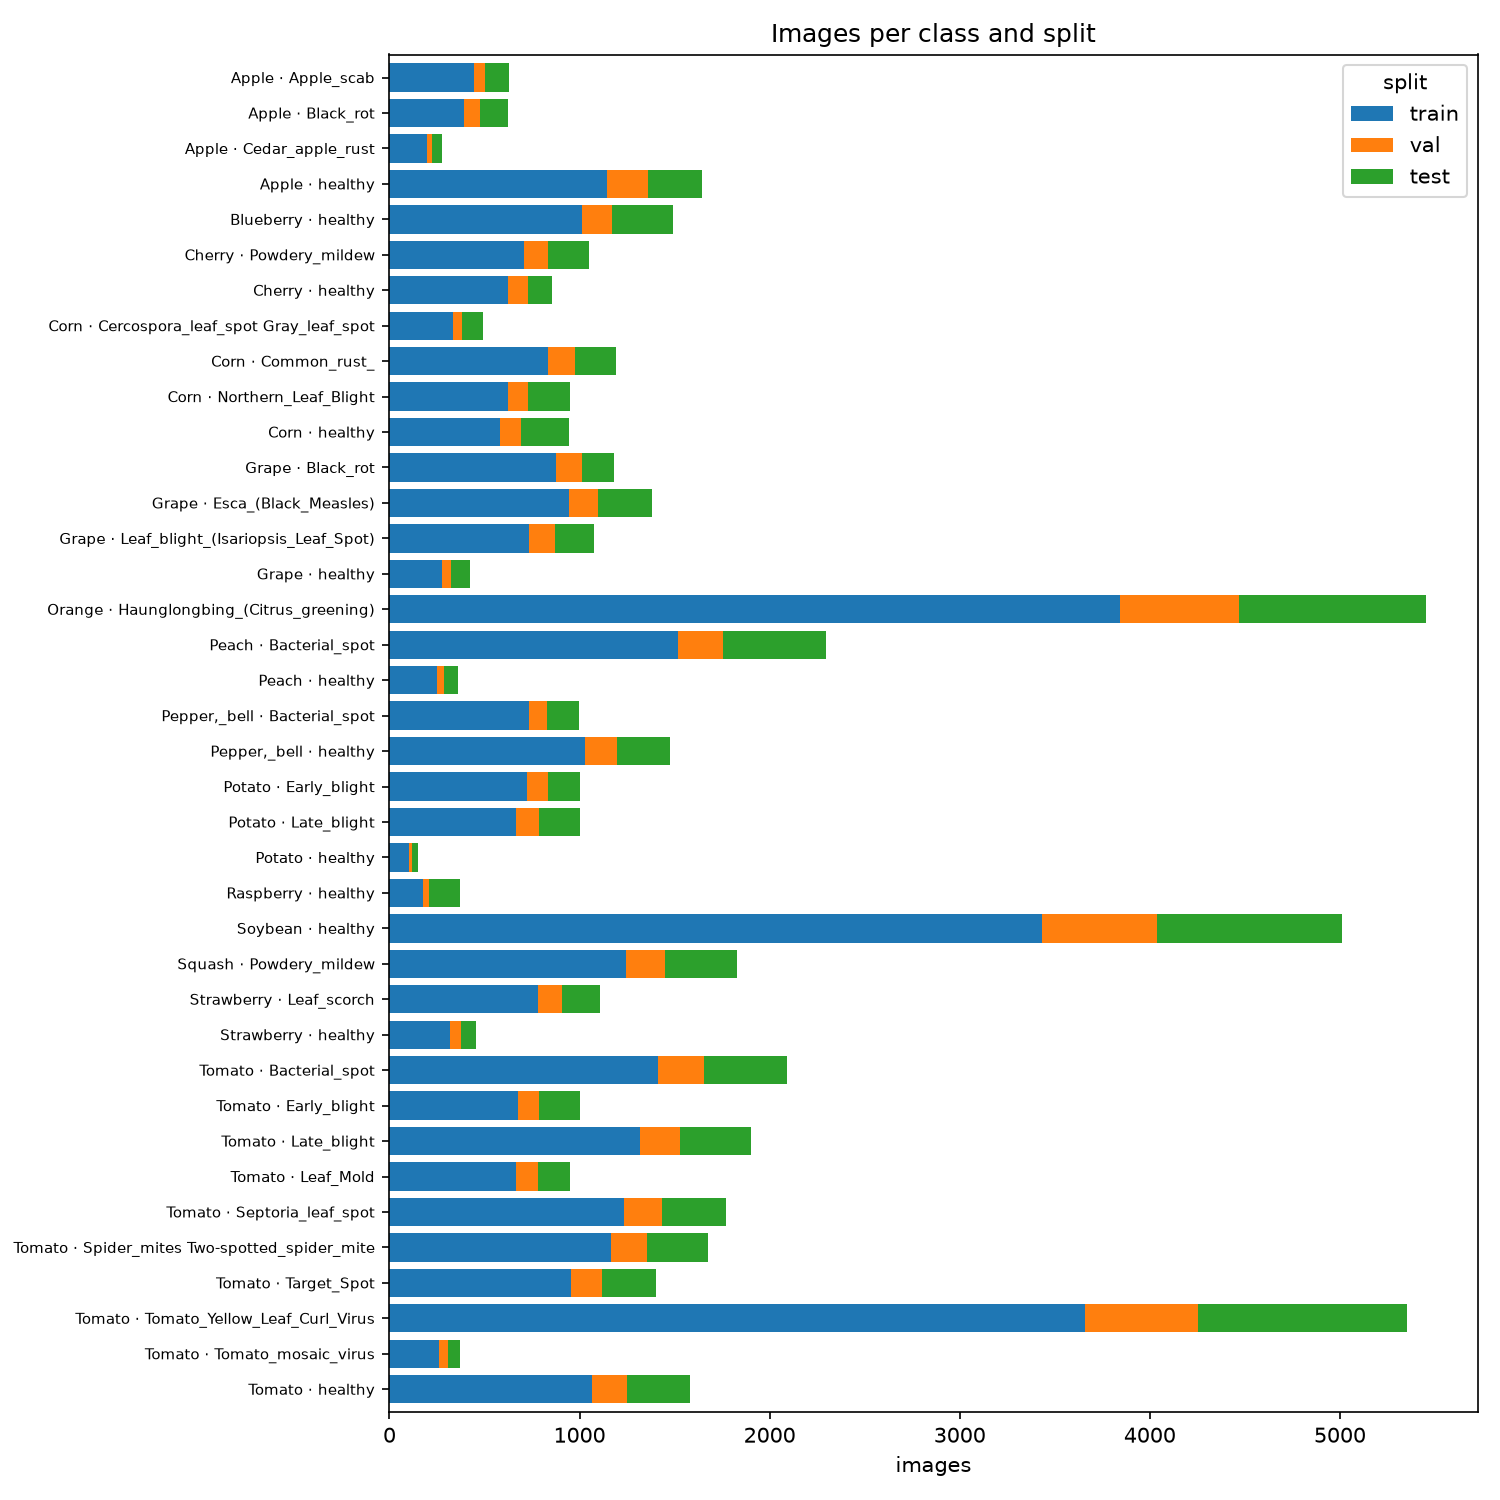 Images per class and split
split
train
val
test
Apple · Apple_scab
Apple · Black_rot
Apple · Cedar_apple_rust
Apple · healthy
Blueberry · healthy
Cherry · Powdery_mildew
Cherry · healthy
Corn · Cercospora_leaf_spot Gray_leaf_spot
Corn · Common_rust_
Corn · Northern_Leaf_Blight
Corn · healthy
Grape · Black_rot
Grape · Esca_(Black_Measles)
Grape · Leaf_blight_(Isariopsis_Leaf_Spot)
Grape · healthy
Orange · Haunglongbing_(Citrus_greening)
Peach · Bacterial_spot
Peach · healthy
Pepper,_bell · Bacterial_spot
Pepper,_bell · healthy
Potato · Early_blight
Potato · Late_blight
Potato · healthy
Raspberry · healthy
Soybean · healthy
Squash · Powdery_mildew
Strawberry · Leaf_scorch
Strawberry · healthy
Tomato · Bacterial_spot
Tomato · Early_blight
Tomato · Late_blight
Tomato · Leaf_Mold
Tomato · Septoria_leaf_spot
Tomato · Spider_mites Two-spotted_spider_mite
Tomato · Target_Spot
Tomato · Tomato_Yellow_Leaf_Curl_Virus
Tomato · Tomato_mosaic_virus
Tomato · healthy
0 1000 2000 3000 4000 5000
images